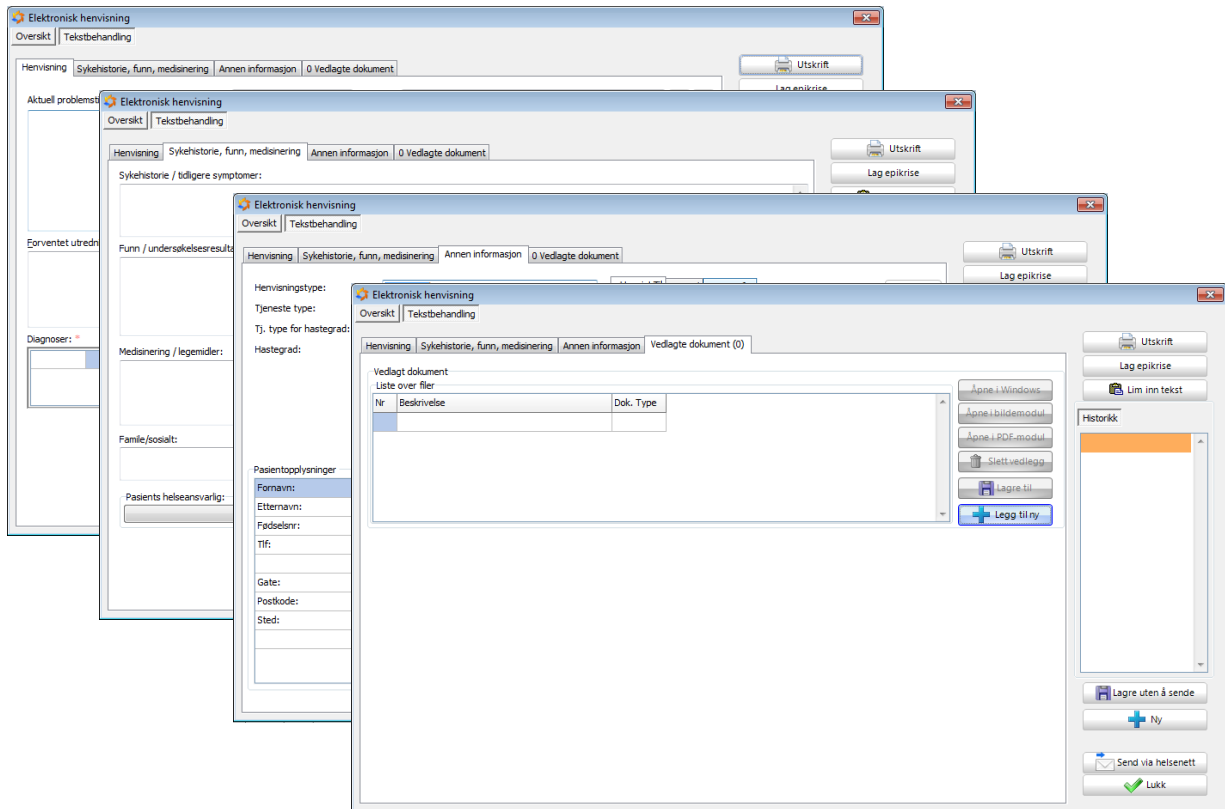 Elektronisk henvisning
Oversikt Tekstbehandling
Henvisning Sykehistorie, funn, medisinering Annen informasjon 0 Vedlagte dokument
Utskrift
Lag epikrise
Aktuell
Forventet
Diagnoser: *
Elektronisk henvisning
Oversikt Tekstbehandling
Henvisning Sykehistorie, funn, medisinering Annen informasjon 0 Vedlagte dokument
Utskrift
Lag epikrise
Sykehistorie / tidligere symptomer:
Funn /
Medisinering / legemidler:
Famile/sosialt:
Pasients helseansvarlig:
Elektronisk henvisning
Oversikt Tekstbehandling
Henvisning Sykehistorie, funn, medisinering Annen informasjon 0 Vedlagte dokument
Utskrift
Lag epikrise
Henvisningstype:
Tjeneste type:
Tj. type for hastegrad:
Hastegrad:
Pasientopplysninger
Fornavn:
Etternavn:
Fødselsnr:
Tlf:
Gate:
Postkode:
Sted:
Elektronisk henvisning
Oversikt Tekstbehandling
Henvisning Sykehistorie, funn, medisinering Annen informasjon Vedlagte dokument (0)
Vedlagt dokument
Liste over filer
Nr Beskrivelse Dok. Type
Åpne i Windows
Åpne i bildemodul
Åpne i PDF-modul
Slett vedlegg
Lagre til
Legg til ny
Utskrift
Lag epikrise
Lim inn tekst
Historikk
Lagre uten å sende
Ny
Send via helsenett
Lukk